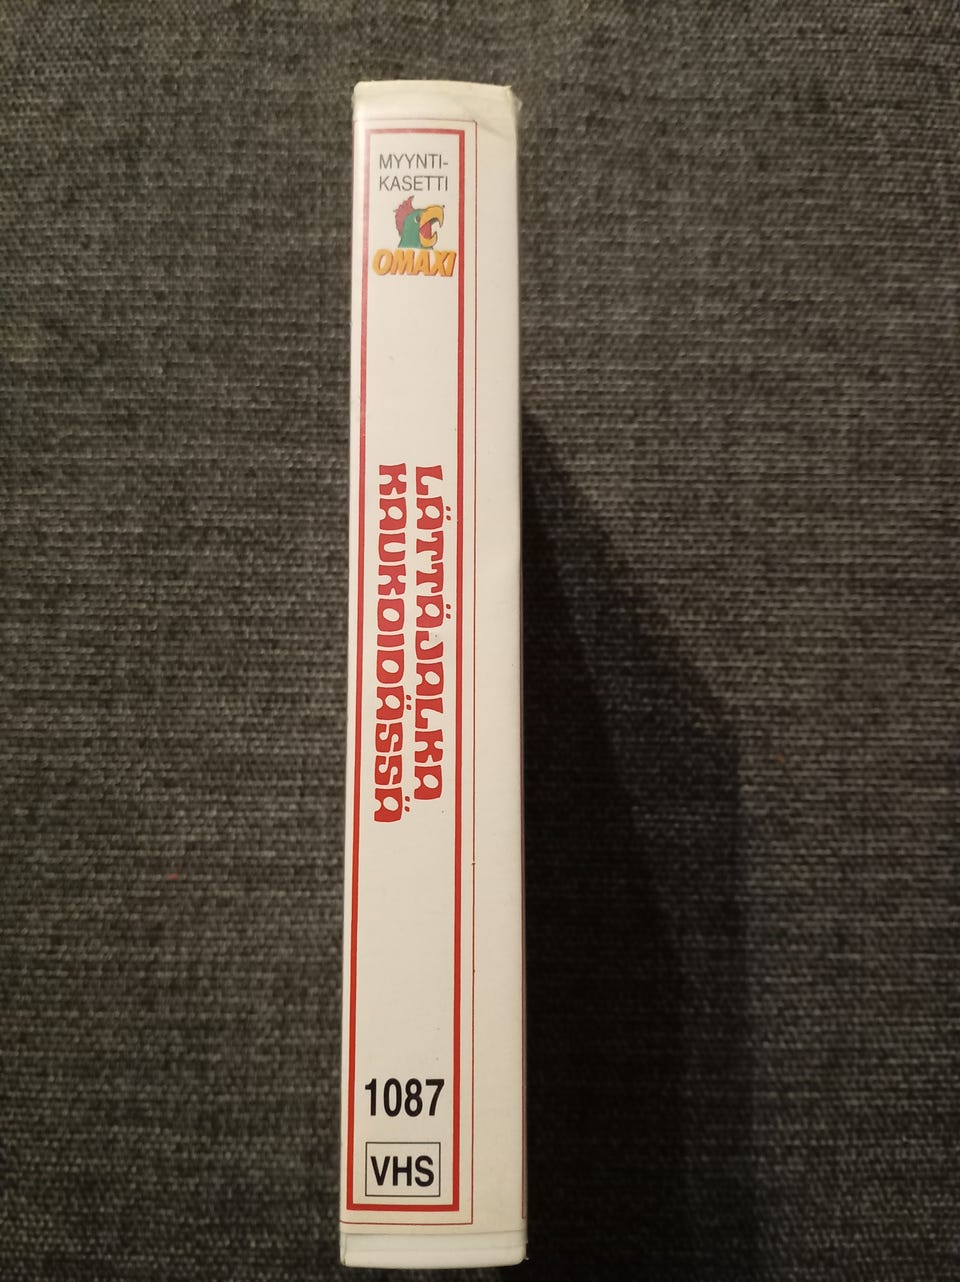 MYYNTI-
KASETTI
OMAXI
LÄTTÄJALKA
KAUKOIDÄSSÄ
1087
VHS